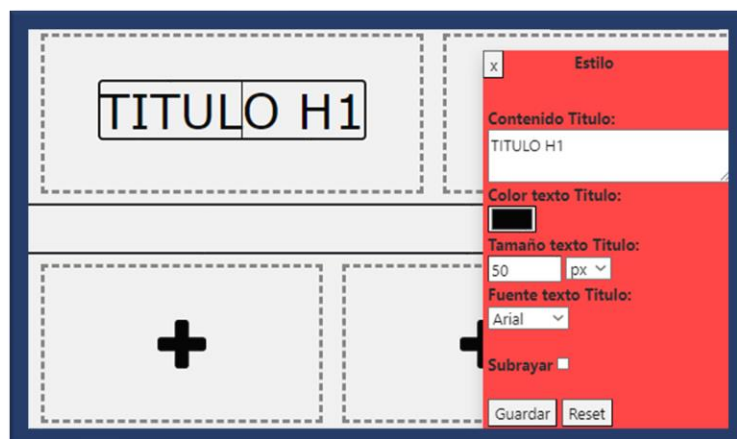 TITULO H1
x Estilo
Contenido Titulo:
TITULO H1
Color texto Titulo:
Tamaño texto Titulo:
50 px
Fuente texto Titulo:
Arial
Subrayar
Guardar Reset